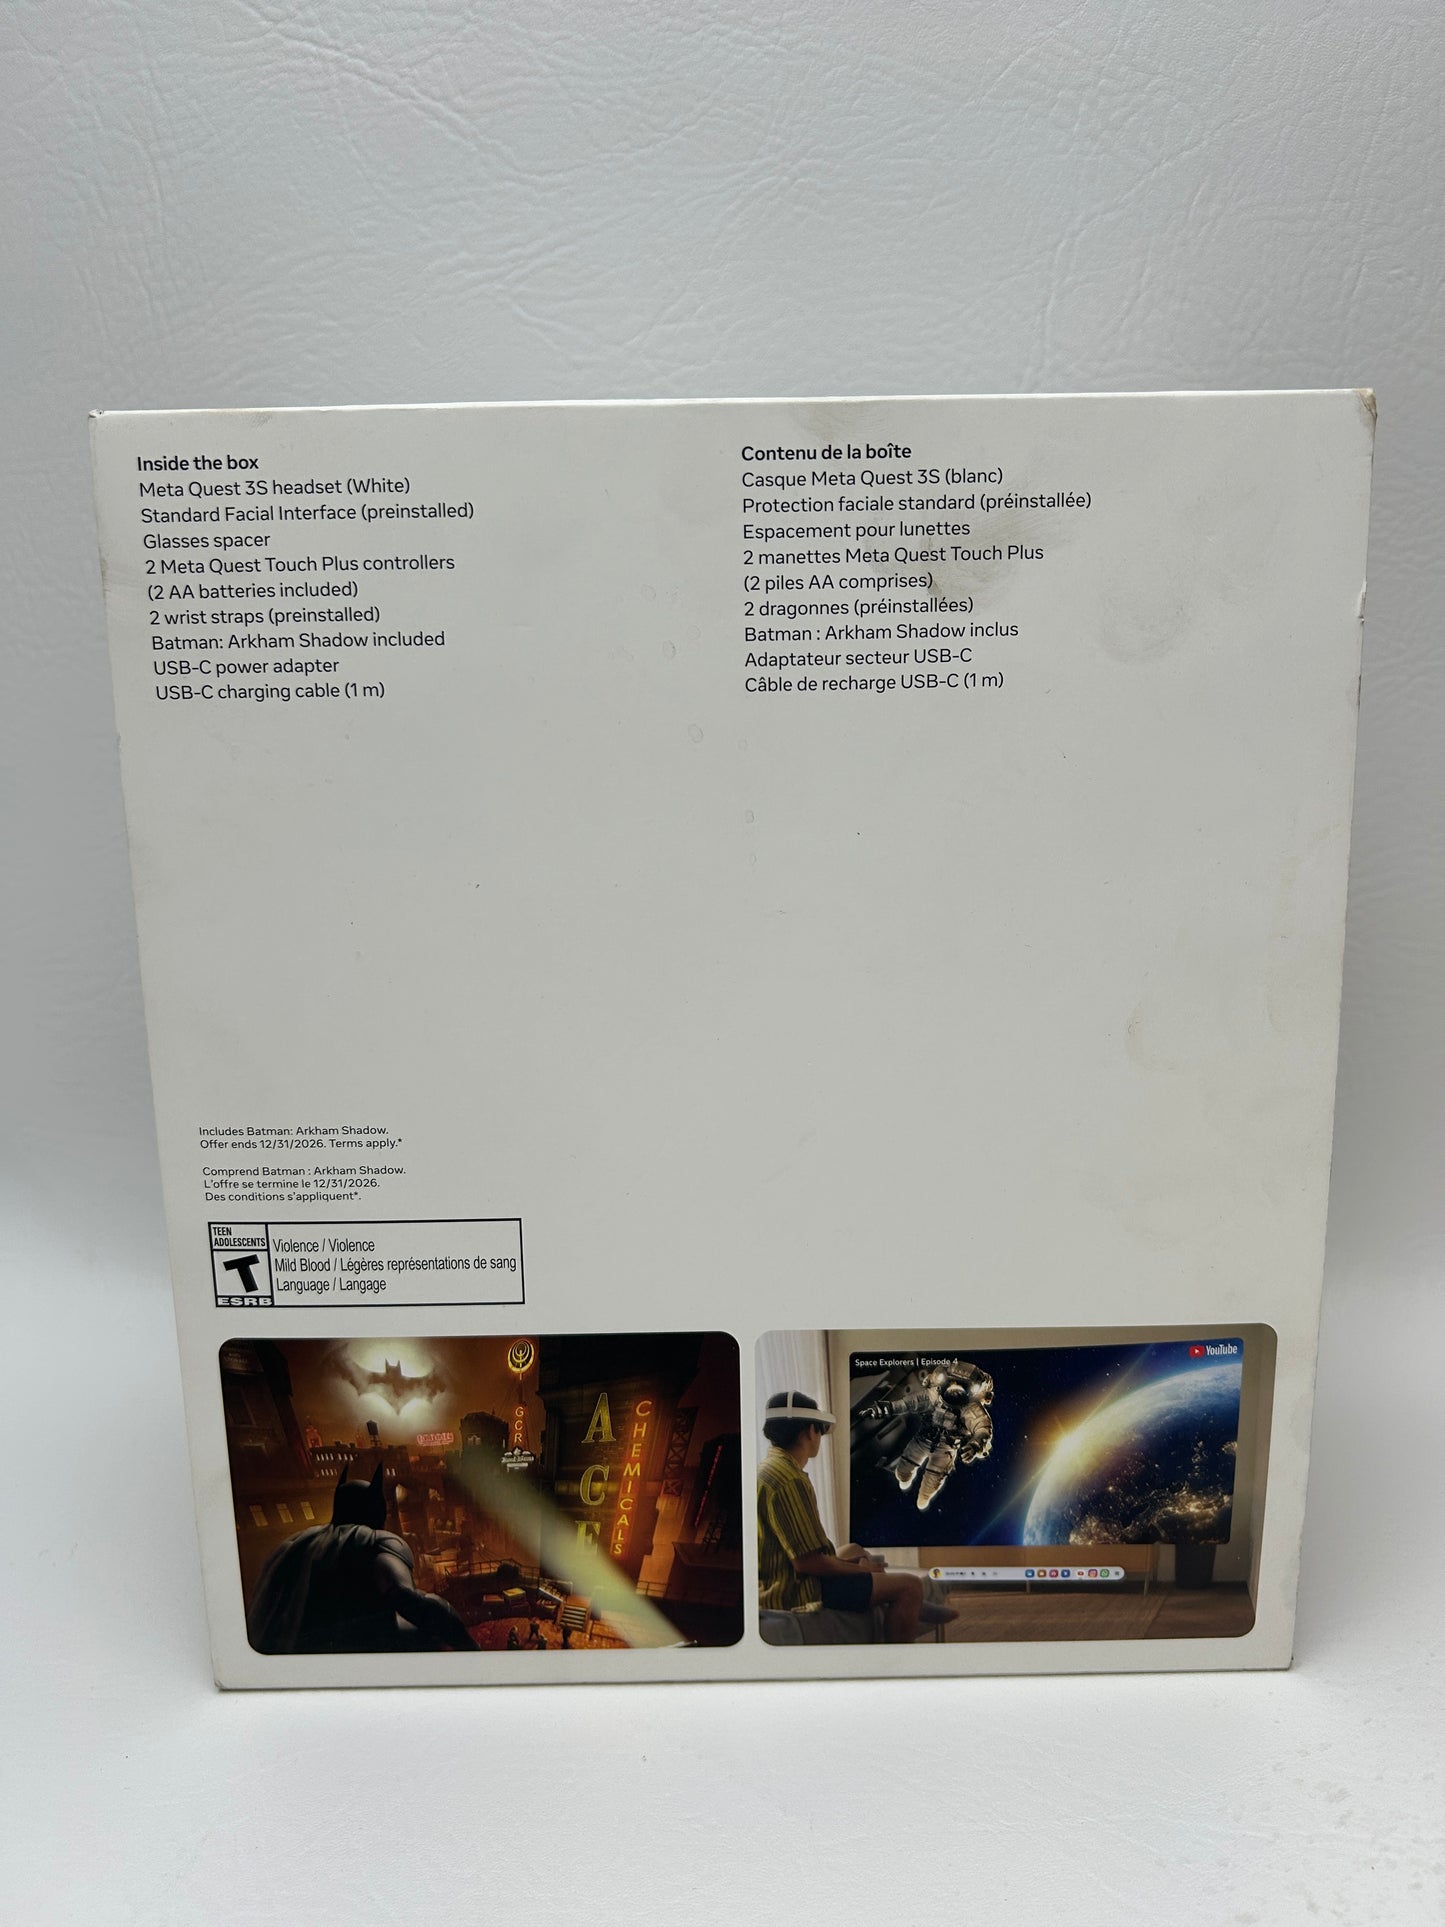 Inside the box
Meta Quest 3S headset (White)
Standard Facial Interface (preinstalled)
Glasses spacer
2 Meta Quest Touch Plus controllers
(2 AA batteries included)
2 wrist straps (preinstalled)
Batman: Arkham Shadow included
USB-C power adapter
USB-C charging cable (1 m)
Contenu de la boîte
Casque Meta Quest 3S (blanc)
Protection faciale standard (préinstallée)
Espacement pour lunettes
2 manettes Meta Quest Touch Plus
(2 piles AA comprises)
2 dragonnes (préinstallées)
Batman : Arkham Shadow inclus
Adaptateur secteur USB-C
Câble de recharge USB-C (1 m)
Includes Batman: Arkham Shadow.
Offer ends 12/31/2026. Terms apply.*
Comprend Batman : Arkham Shadow.
L'offre se termine le 12/31/2026.
Des conditions s'appliquent*.
TEEN
ADOLESCENTS
T
ESRB
Violence / Violence
Mild Blood / Légères représentations de sang
Language / Langage
GCR
ACE
CHEMICALS
Space Explorers | Episode 4
YouTube